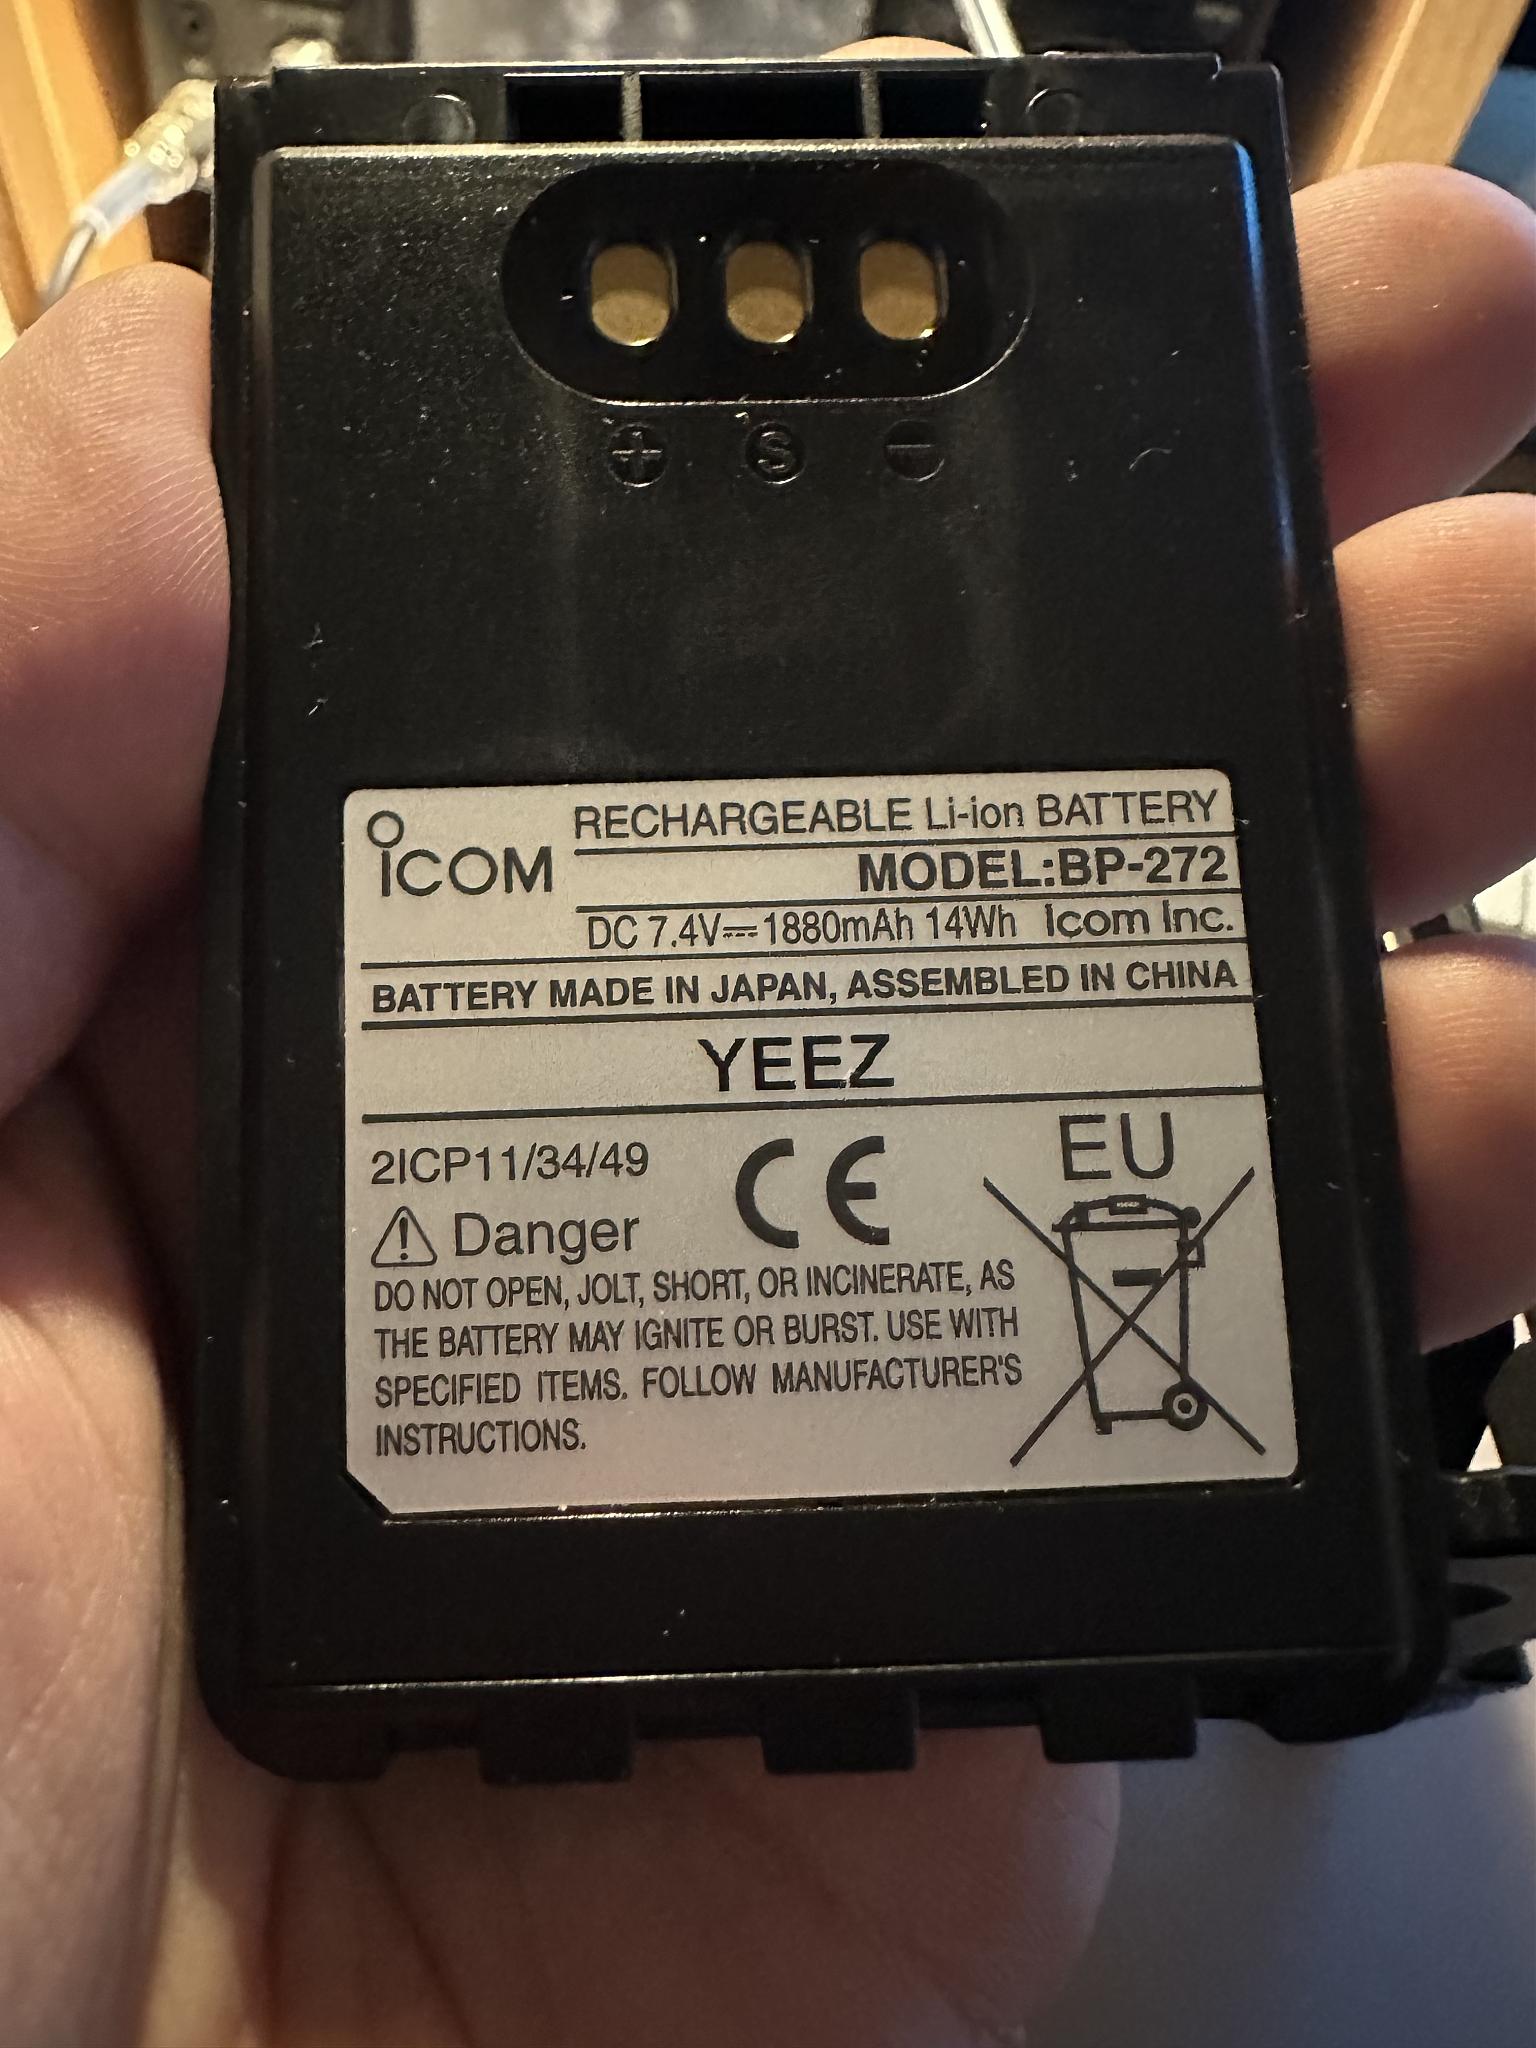 + S −
ICOM
RECHARGEABLE Li-ion BATTERY
MODEL:BP-272
DC 7.4V⎓1880mAh 14Wh Icom Inc.
BATTERY MADE IN JAPAN, ASSEMBLED IN CHINA
YEEZ
2ICP11/34/49
CE
EU
⚠ Danger
DO NOT OPEN, JOLT, SHORT, OR INCINERATE, AS
THE BATTERY MAY IGNITE OR BURST. USE WITH
SPECIFIED ITEMS. FOLLOW MANUFACTURER'S
INSTRUCTIONS.